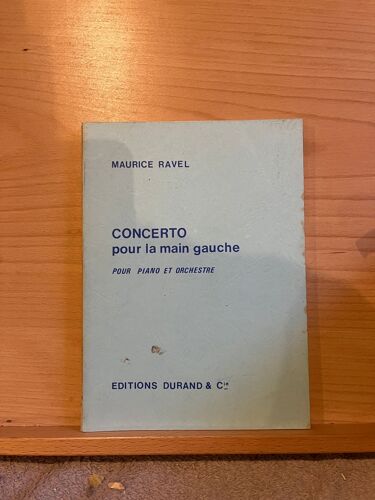 MAURICE RAVEL
CONCERTO
pour la main gauche
POUR PIANO ET ORCHESTRE
EDITIONS DURAND & Cie